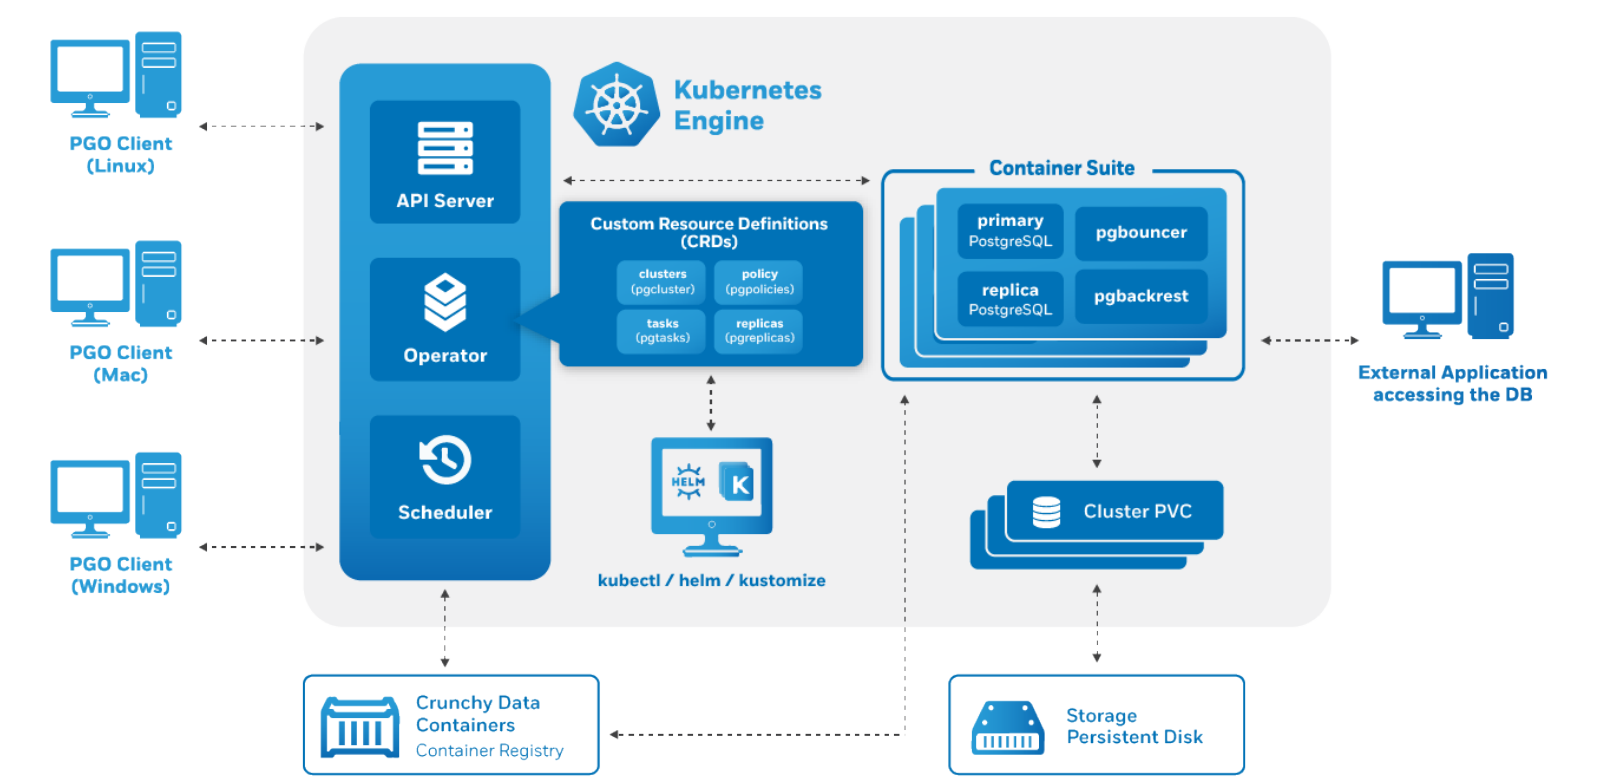 PGO Client
(Linux)
PGO Client
(Mac)
PGO Client
(Windows)
API Server
Operator
Scheduler
Kubernetes
Engine
Custom Resource Definitions
(CRDs)
clusters
(pgcluster)
policy
(pgpolicies)
tasks
(pgtasks)
replicas
(pgreplicas)
HELM
K
kubectl / helm / kustomize
Container Suite
primary
PostgreSQL
pgbouncer
replica
PostgreSQL
pgbackrest
Cluster PVC
External Application
accessing the DB
Crunchy Data
Containers
Container Registry
Storage
Persistent Disk